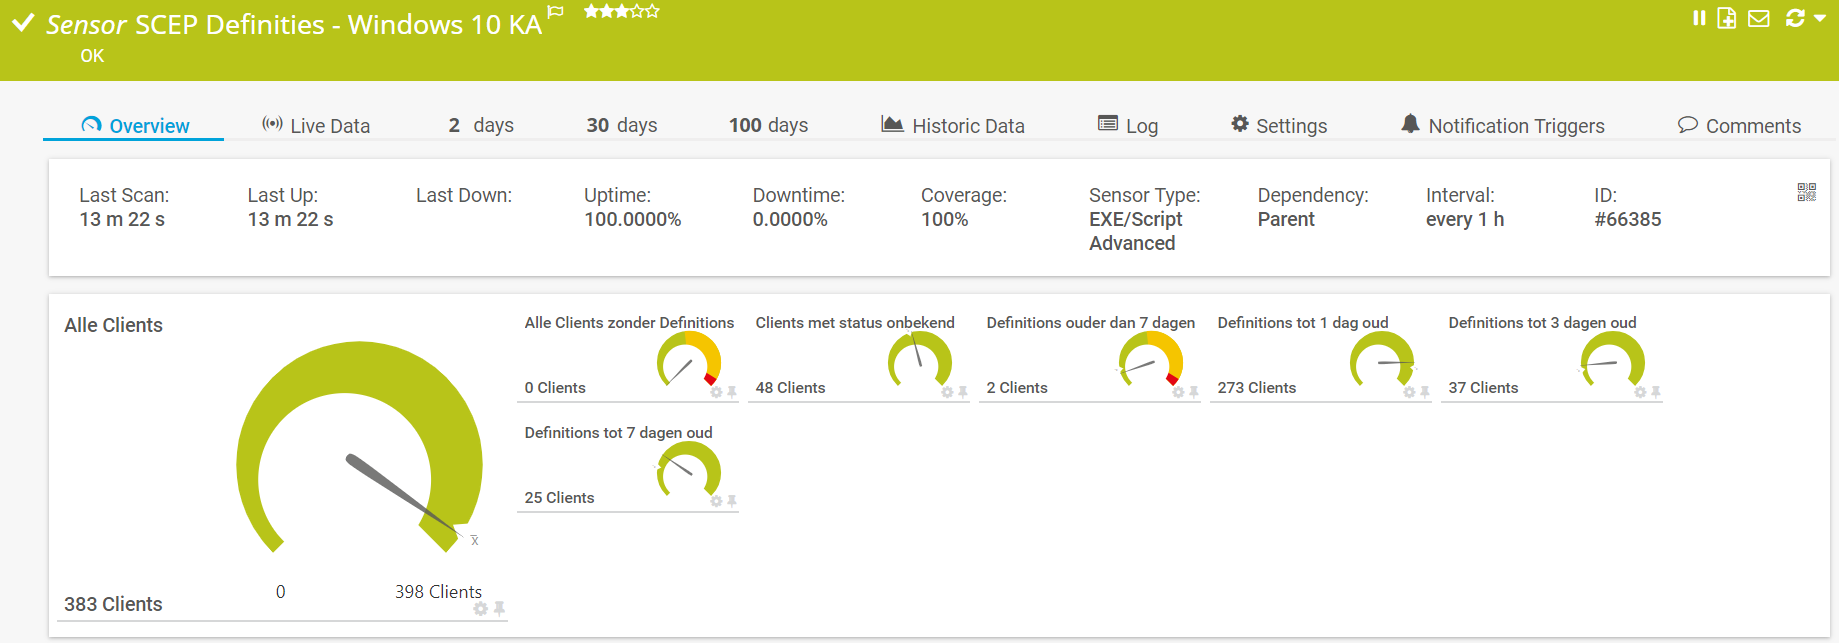 Sensor SCEP Definities - Windows 10 KA
OK
Overview
Live Data
2 days
30 days
100 days
Historic Data
Log
Settings
Notification Triggers
Comments
Last Scan:
13 m 22 s
Last Up:
13 m 22 s
Last Down:
Uptime:
100.0000%
Downtime:
0.0000%
Coverage:
100%
Sensor Type:
EXE/Script
Advanced
Dependency:
Parent
Interval:
every 1 h
ID:
#66385
Alle Clients
x̄
0
398 Clients
383 Clients
Alle Clients zonder Definitions
0 Clients
Clients met status onbekend
48 Clients
Definitions ouder dan 7 dagen
2 Clients
Definitions tot 1 dag oud
273 Clients
Definitions tot 3 dagen oud
37 Clients
Definitions tot 7 dagen oud
25 Clients